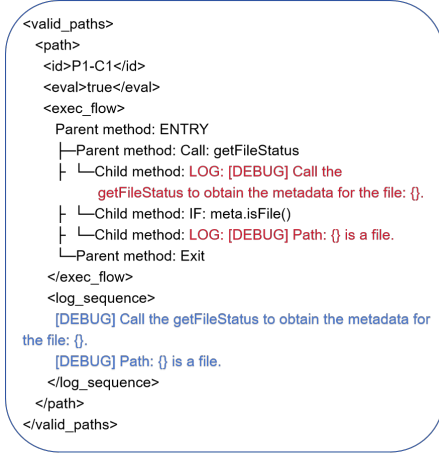 <valid_paths>
<path>
<id>P1-C1</id>
<eval>true</eval>
<exec_flow>
Parent method: ENTRY
├─Parent method: Call: getFileStatus
├ └─Child method: LOG: [DEBUG] Call the
getFileStatus to obtain the metadata for the file: {}.
├ └─Child method: IF: meta.isFile()
├ └─Child method: LOG: [DEBUG] Path: {} is a file.
└─Parent method: Exit
</exec_flow>
<log_sequence>
[DEBUG] Call the getFileStatus to obtain the metadata for
the file: {}.
[DEBUG] Path: {} is a file.
</log_sequence>
</path>
</valid_paths>